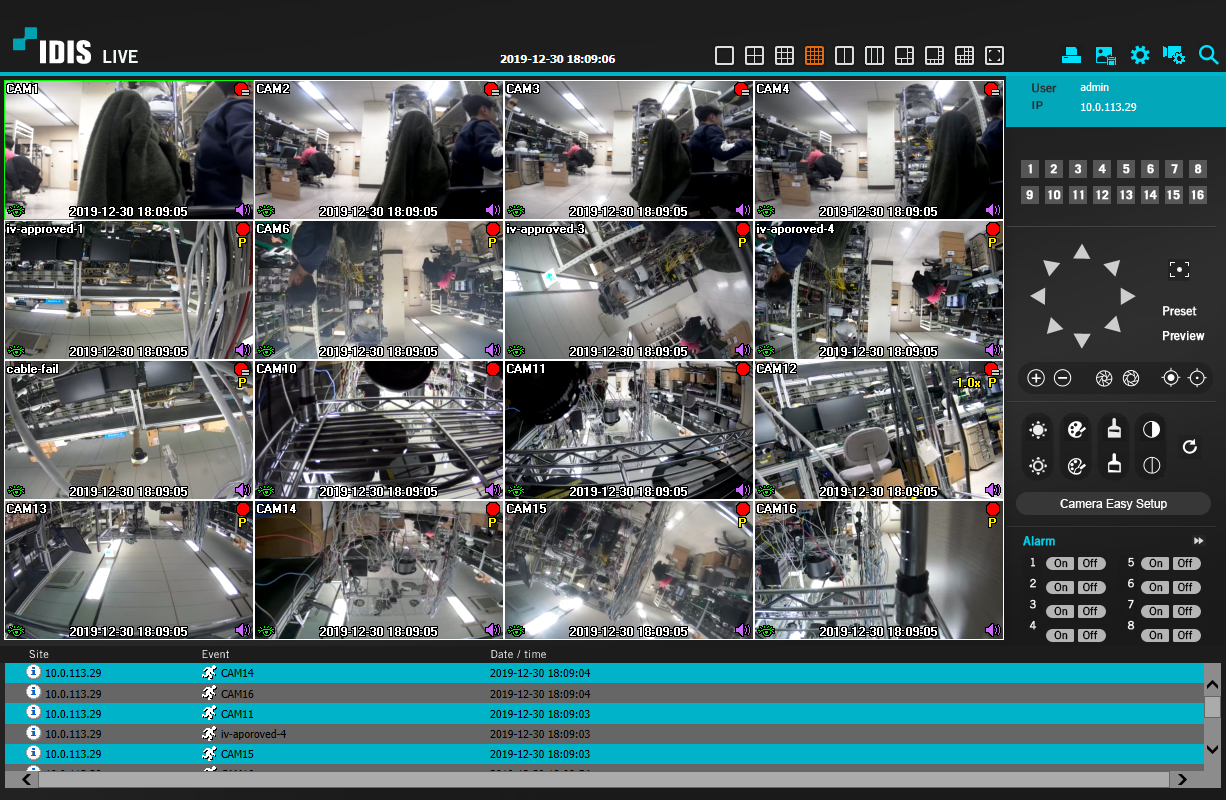 IDIS LIVE
2019-12-30 18:09:06
User admin
IP 10.0.113.29
CAM1
2019-12-30 18:09:05
CAM2
2019-12-30 18:09:05
CAM3
2019-12-30 18:09:05
CAM4
2019-12-30 18:09:05
1 2 3 4 5 6 7 8
9 10 11 12 13 14 15 16
iv-approved-1
P
2019-12-30 18:09:05
CAM6
P
2019-12-30 18:09:05
iv-approved-3
P
2019-12-30 18:09:05
iv-aporoved-4
P
2019-12-30 18:09:05
Preset
Preview
cable-fail
P
2019-12-30 18:09:05
CAM10
2019-12-30 18:09:05
CAM11
2019-12-30 18:09:05
CAM12
1.0x P
2019-12-30 18:09:05
Camera Easy Setup
CAM13
P
2019-12-30 18:09:05
CAM14
P
2019-12-30 18:09:05
CAM15
P
2019-12-30 18:09:05
CAM16
P
2019-12-30 18:09:05
Alarm
1 On Off 5 On Off
2 On Off 6 On Off
3 On Off 7 On Off
4 On Off 8 On Off
Site Event Date / time
10.0.113.29 CAM14 2019-12-30 18:09:04
10.0.113.29 CAM16 2019-12-30 18:09:04
10.0.113.29 CAM11 2019-12-30 18:09:03
10.0.113.29 iv-aporoved-4 2019-12-30 18:09:03
10.0.113.29 CAM15 2019-12-30 18:09:03